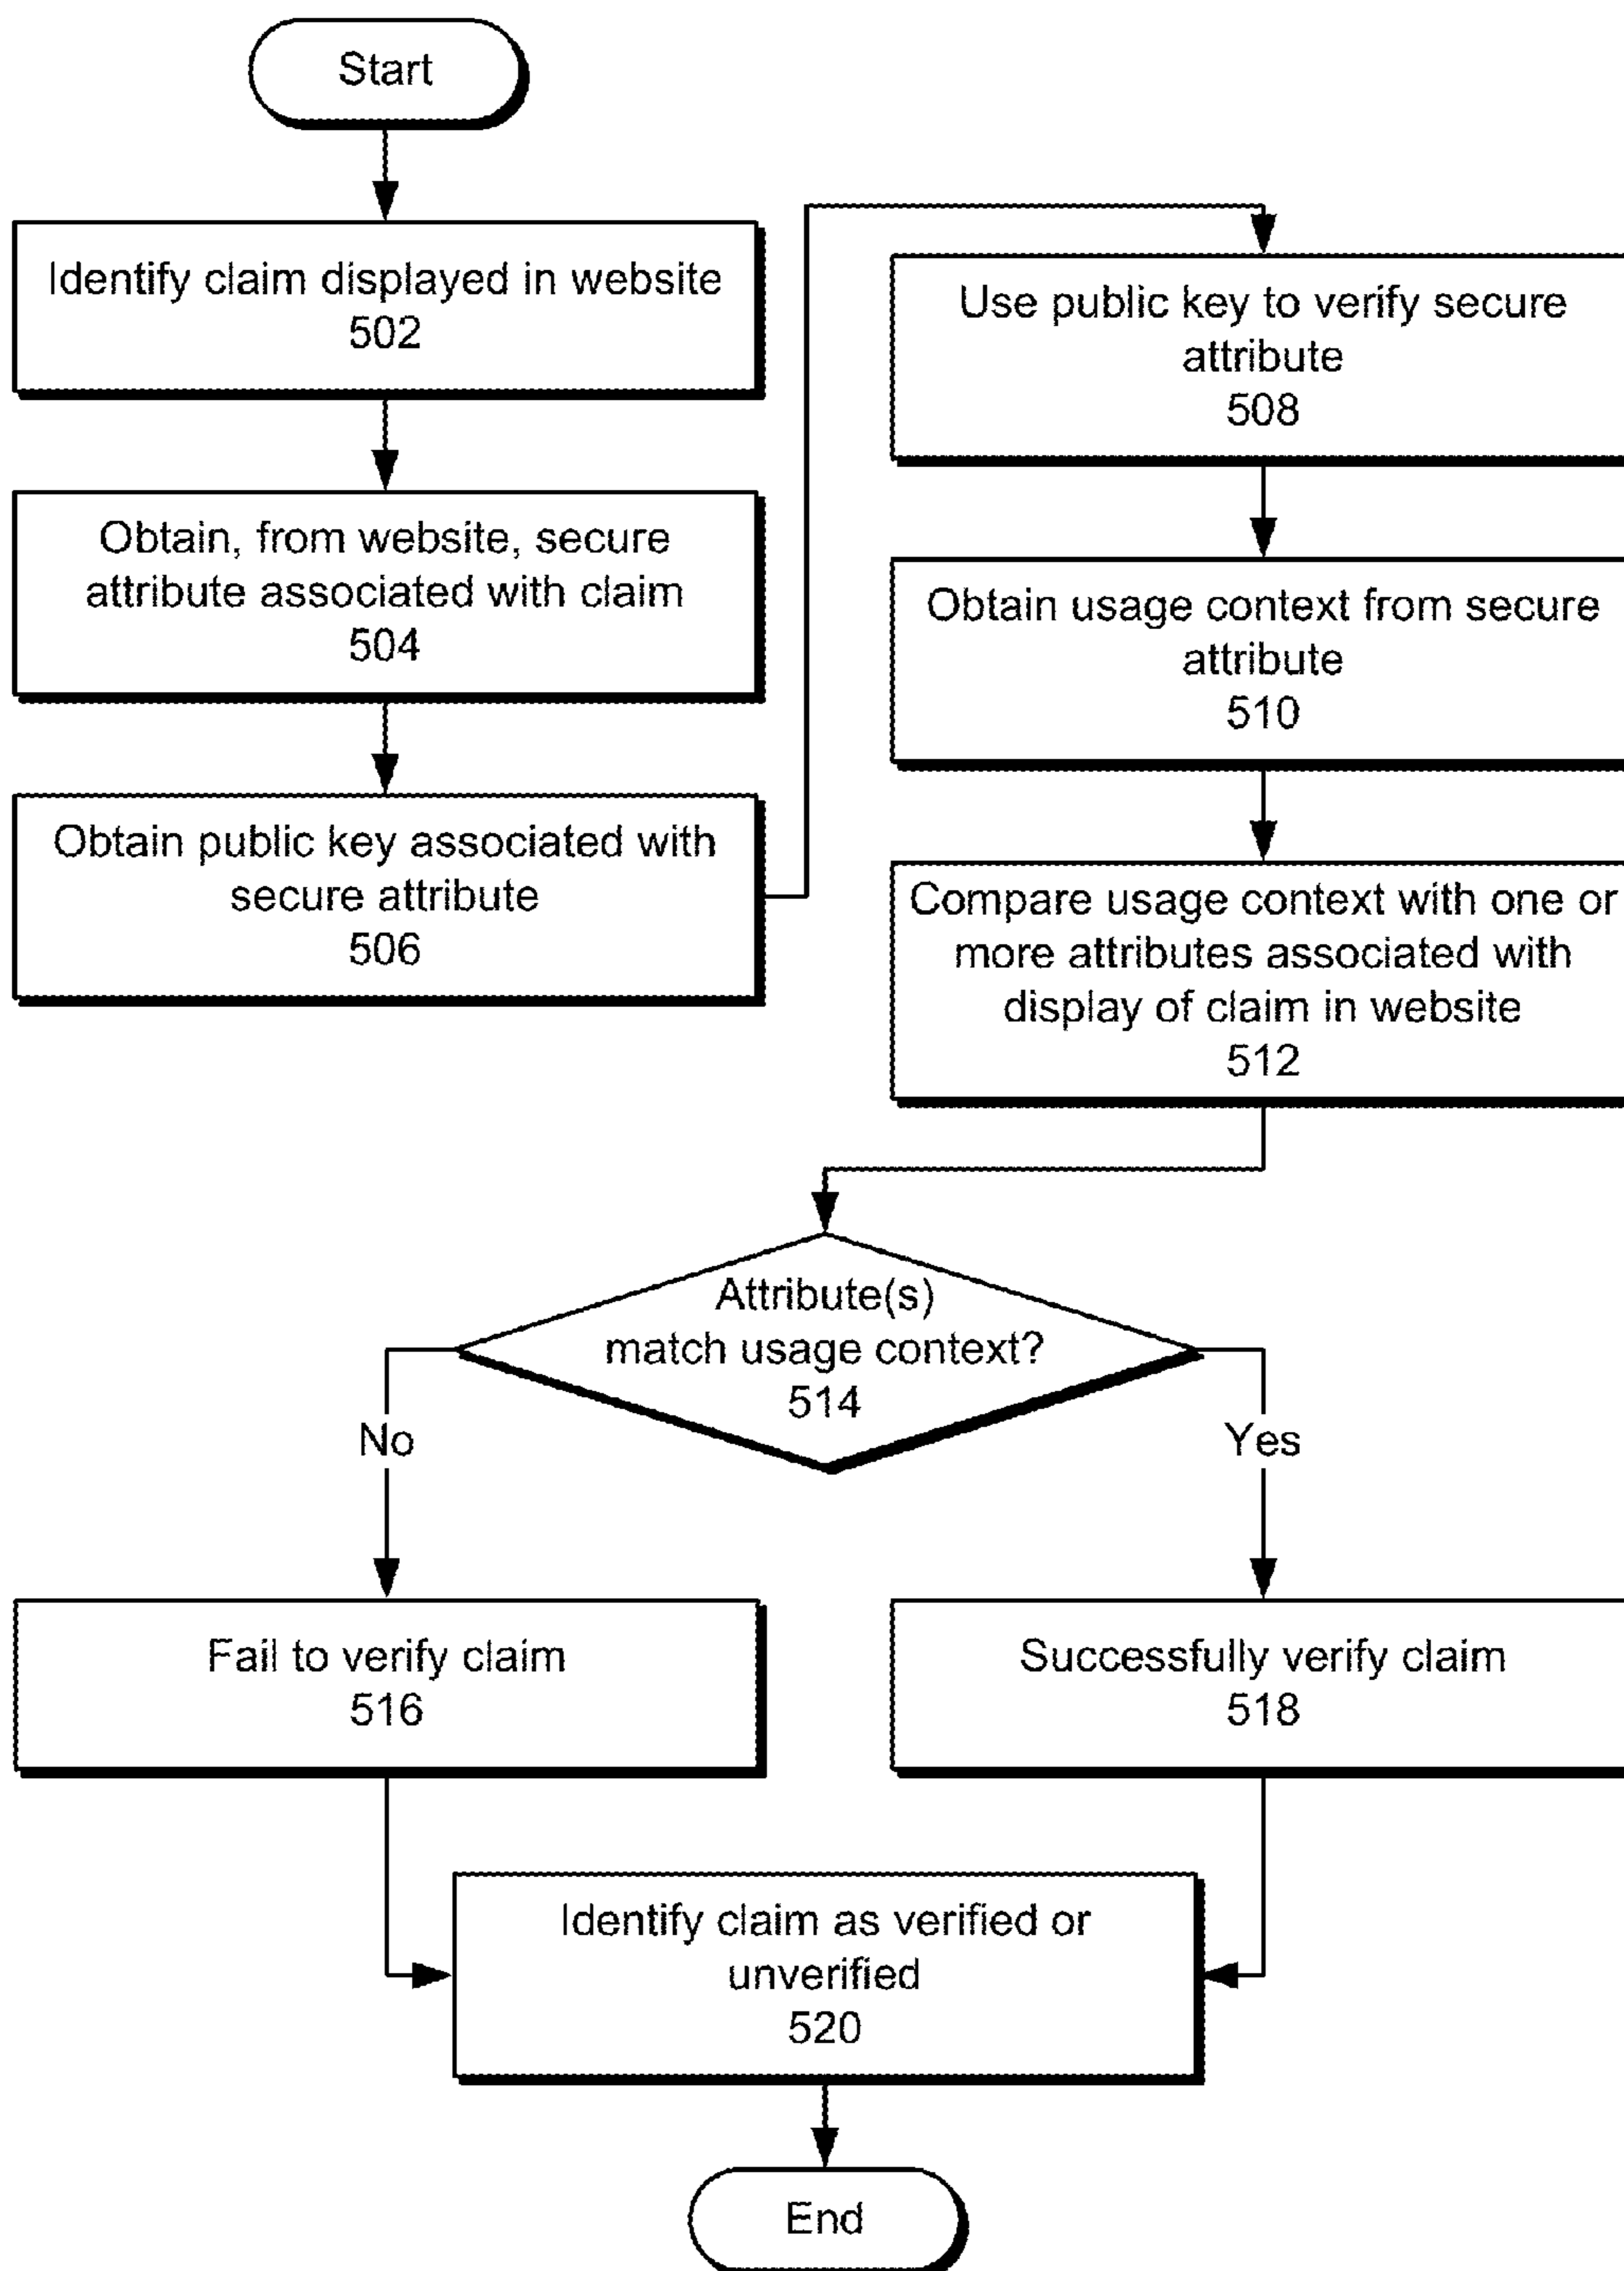 Start
Identify claim displayed in website
502
Obtain, from website, secure
attribute associated with claim
504
Obtain public key associated with
secure attribute
506
Use public key to verify secure
attribute
508
Obtain usage context from secure
attribute
510
Compare usage context with one or
more attributes associated with
display of claim in website
512
Attribute(s)
match usage context?
514
No
Yes
Fail to verify claim
516
Successfully verify claim
518
Identify claim as verified or
unverified
520
End